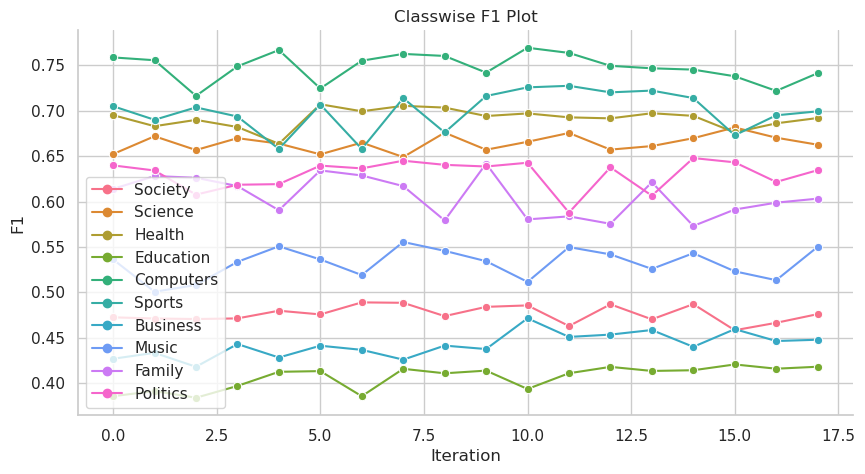 Classwise F1 Plot
F1
0.75
0.70
0.65
0.60
0.55
0.50
0.45
0.40
Society
Science
Health
Education
Computers
Sports
Business
Music
Family
Politics
0.0 2.5 5.0 7.5 10.0 12.5 15.0 17.5
Iteration